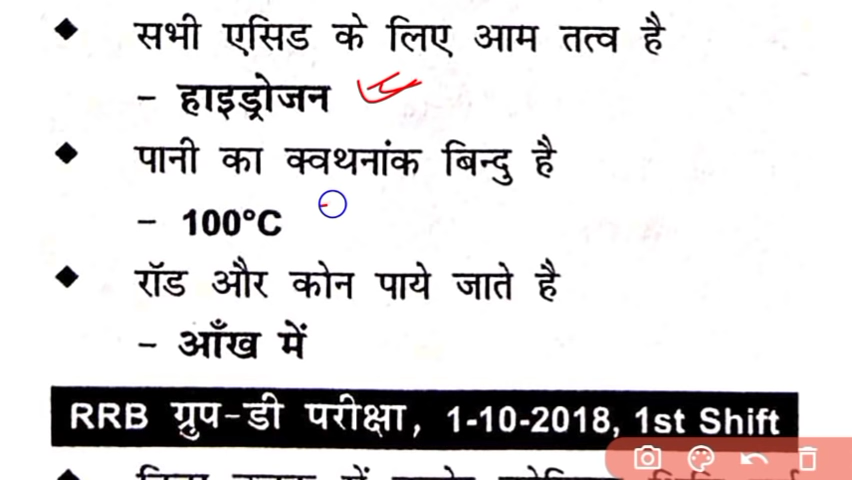 ◆ सभी एसिड के लिए आम तत्व है
– हाइड्रोजन
◆ पानी का क्वथनांक बिन्दु है
– 100°C
◆ रॉड और कोन पाये जाते है
– आँख में
RRB ग्रुप-डी परीक्षा, 1-10-2018, 1st Shift